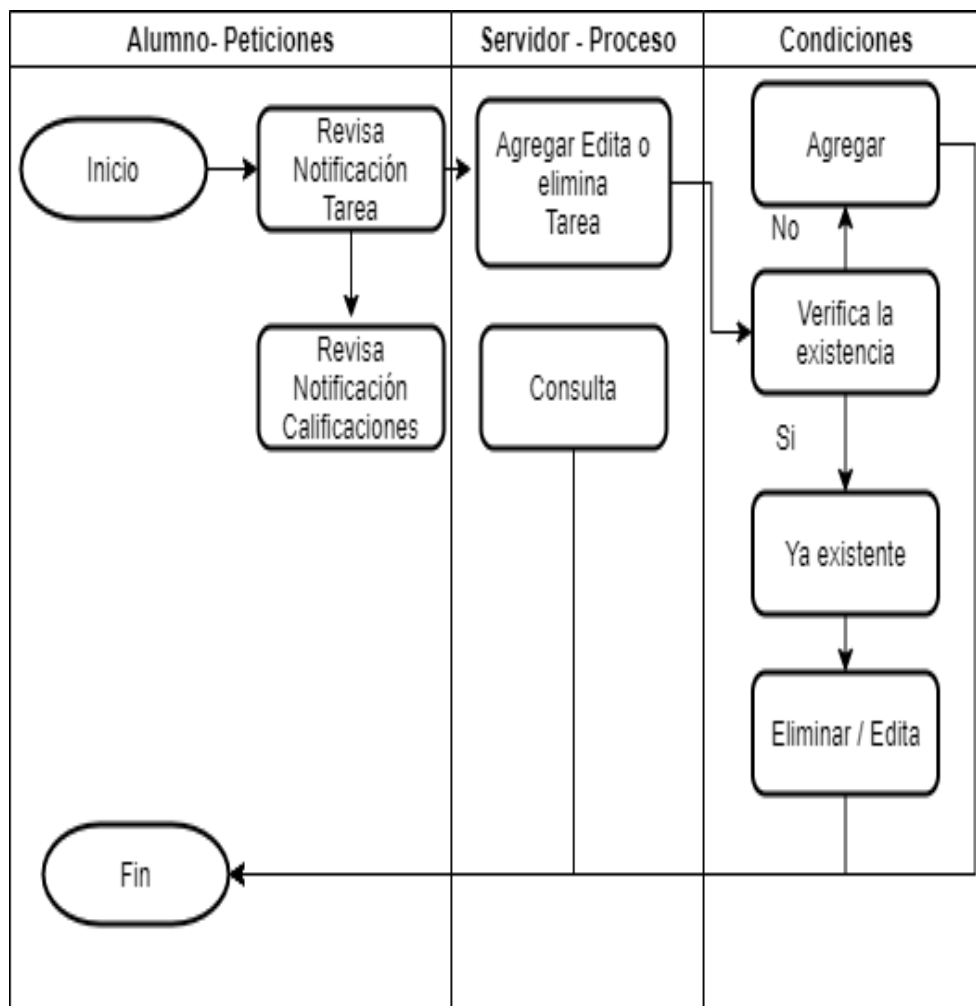 Alumno- Peticiones
Servidor - Proceso
Condiciones
Inicio
Revisa
Notificación
Tarea
Agregar Edita o
elimina
Tarea
Agregar
No
Verifica la
existencia
Revisa
Notificación
Calificaciones
Consulta
Si
Ya existente
Eliminar / Edita
Fin